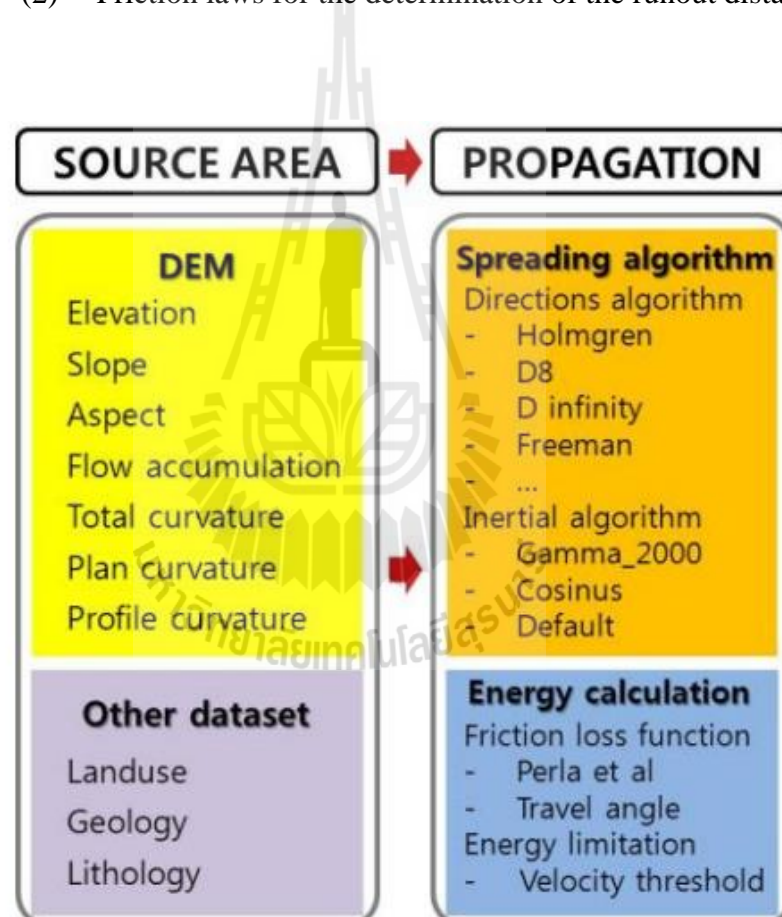 (2) Friction laws for the determination of the runout dista
SOURCE AREA
PROPAGATION
DEM
Elevation
Slope
Aspect
Flow accumulation
Total curvature
Plan curvature
Profile curvature
Other dataset
Landuse
Geology
Lithology
Spreading algorithm
Directions algorithm
- Holmgren
- D8
- D infinity
- Freeman
- ...
Inertial algorithm
- Gamma_2000
- Cosinus
- Default
Energy calculation
Friction loss function
- Perla et al
- Travel angle
Energy limitation
- Velocity threshold